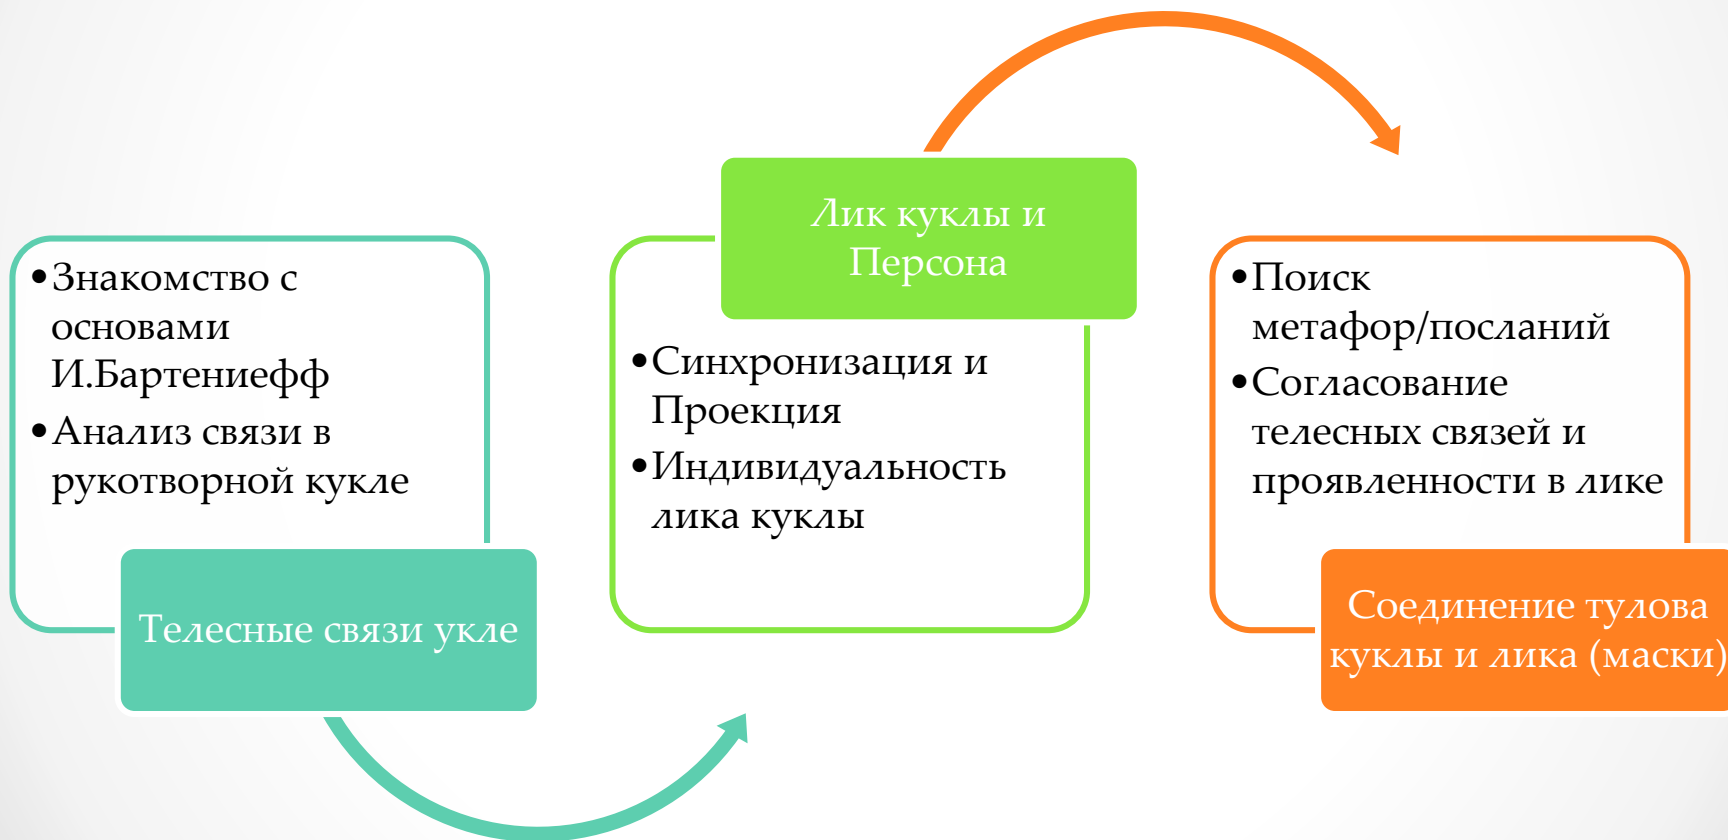 •Знакомство с
основами
И.Бартениефф
•Анализ связи в
рукотворной кукле
Телесные связи укле
Лик куклы и
Персона
•Синхронизация и
Проекция
•Индивидуальность
лика куклы
•Поиск
метафор/посланий
•Согласование
телесных связей и
проявленности в лике
Соединение тулова
куклы и лика (маски)